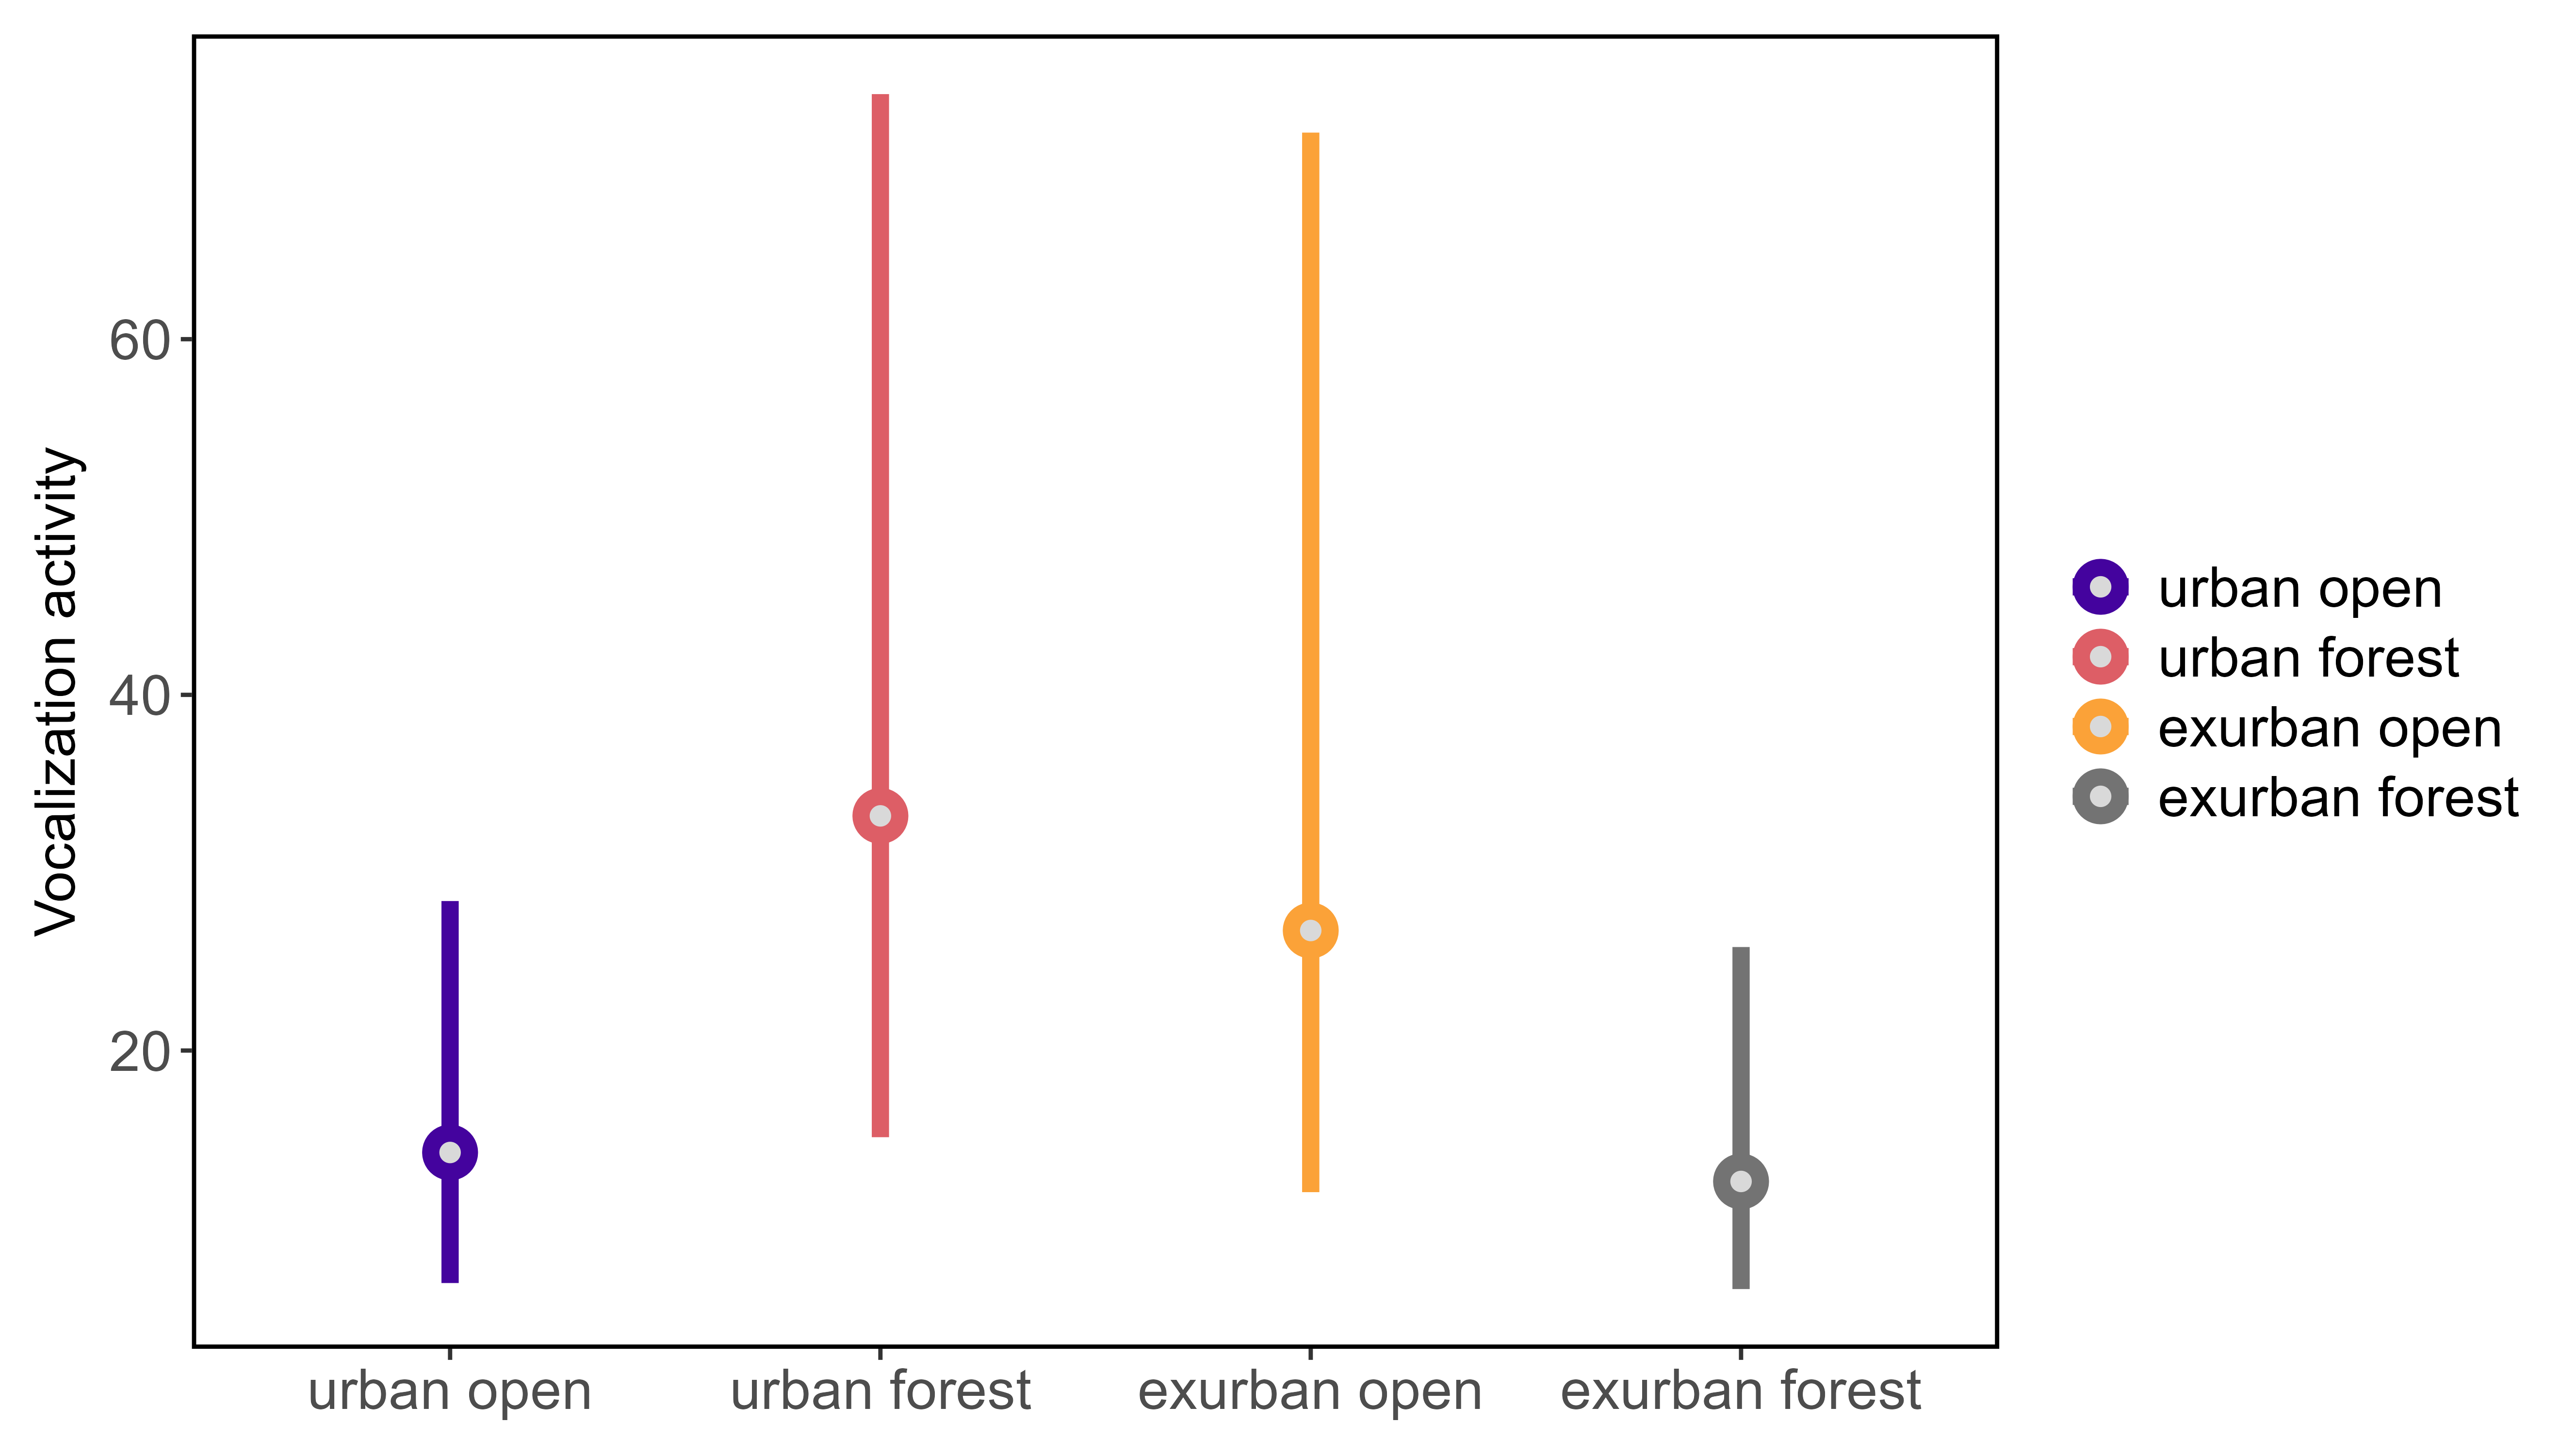 Vocalization activity
60
40
20
urban open
urban forest
exurban open
exurban forest
urban open
urban forest
exurban open
exurban forest